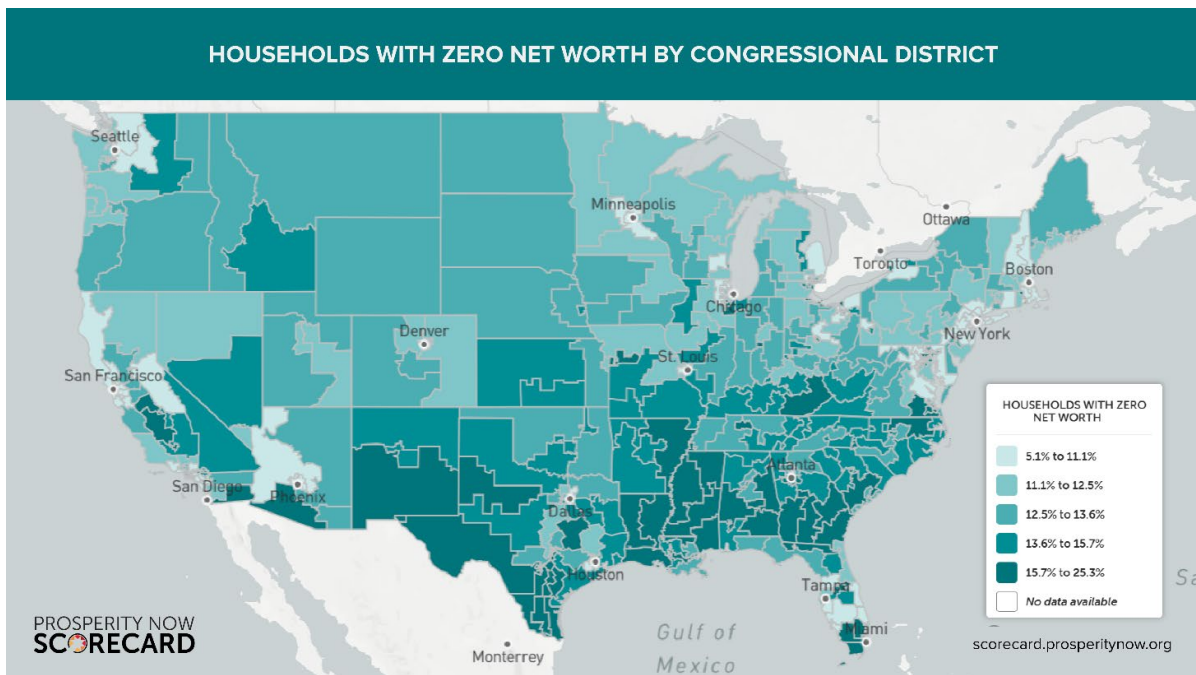 HOUSEHOLDS WITH ZERO NET WORTH BY CONGRESSIONAL DISTRICT
Seattle
Minneapolis
Ottawa
Toronto
Boston
Chicago
New York
Denver
St. Louis
San Francisco
San Diego
Phoenix
Atlanta
Dallas
Houston
Tampa
Miami
Monterrey
Gulf of
Mexico
Sa
HOUSEHOLDS WITH ZERO
NET WORTH
5.1% to 11.1%
11.1% to 12.5%
12.5% to 13.6%
13.6% to 15.7%
15.7% to 25.3%
No data available
PROSPERITY NOW
SCORECARD
scorecard.prosperitynow.org